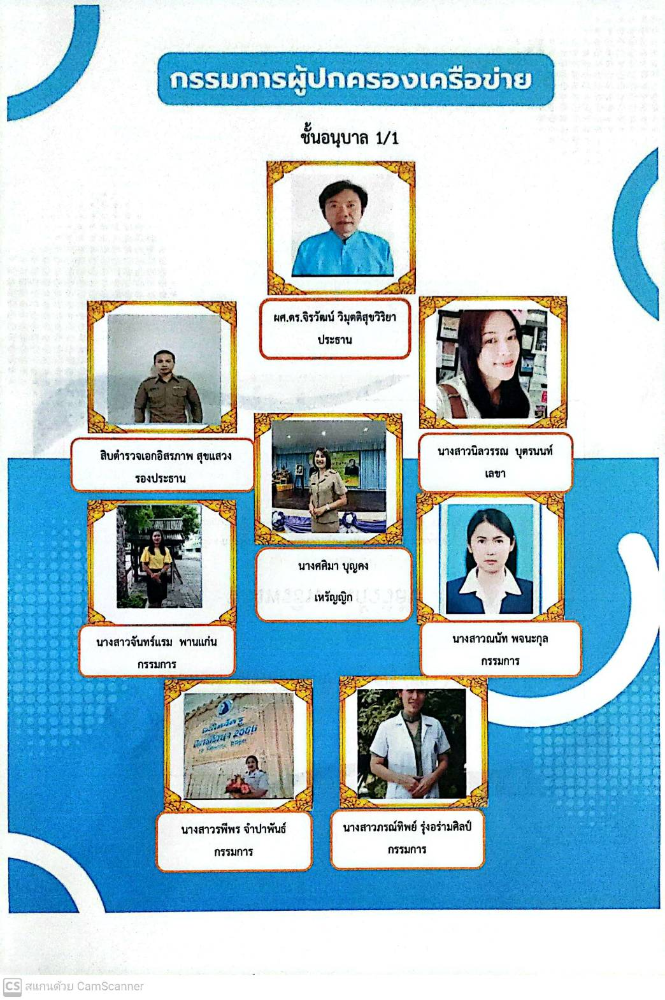 กรรมการผู้ปกครองเครือข่าย
ชั้นอนุบาล 1/1
ผศ.ดร.จิรวัฒน์ วิมุตติสุขวิริยา
ประธาน
สิบตำรวจเอกอิสรภาพ สุขแสวง
รองประธาน
นางสาวนิลวรรณ บุตรนนท์
เลขา
นางศศิมา บุญคง
เหรัญญิก
นางสาวจันทร์แรม พานแก่น
กรรมการ
นางสาวณนัท พจนะกุล
กรรมการ
นางสาวรพีพร จำปาพันธ์
กรรมการ
นางสาวภรณ์ทิพย์ รุ่งอร่ามศิลป์
กรรมการ
CS สแกนด้วย CamScanner